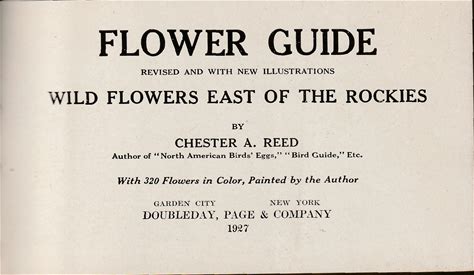 FLOWER GUIDE
REVISED AND WITH NEW ILLUSTRATIONS
WILD FLOWERS EAST OF THE ROCKIES
BY
CHESTER A. REED
Author of "North American Birds' Eggs," "Bird Guide," Etc.
With 320 Flowers in Color, Painted by the Author
GARDEN CITY NEW YORK
DOUBLEDAY, PAGE & COMPANY
1927